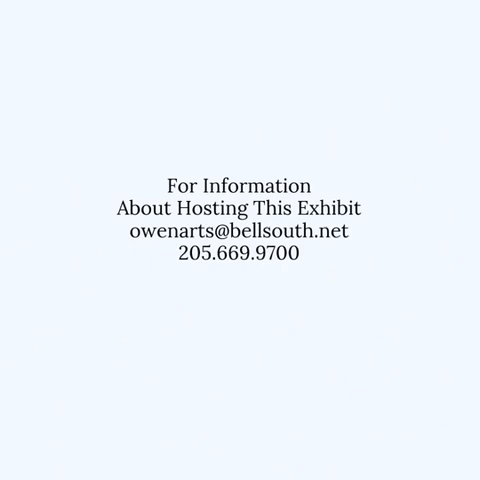 For Information
About Hosting This Exhibit
owenarts@bellsouth.net
205.669.9700